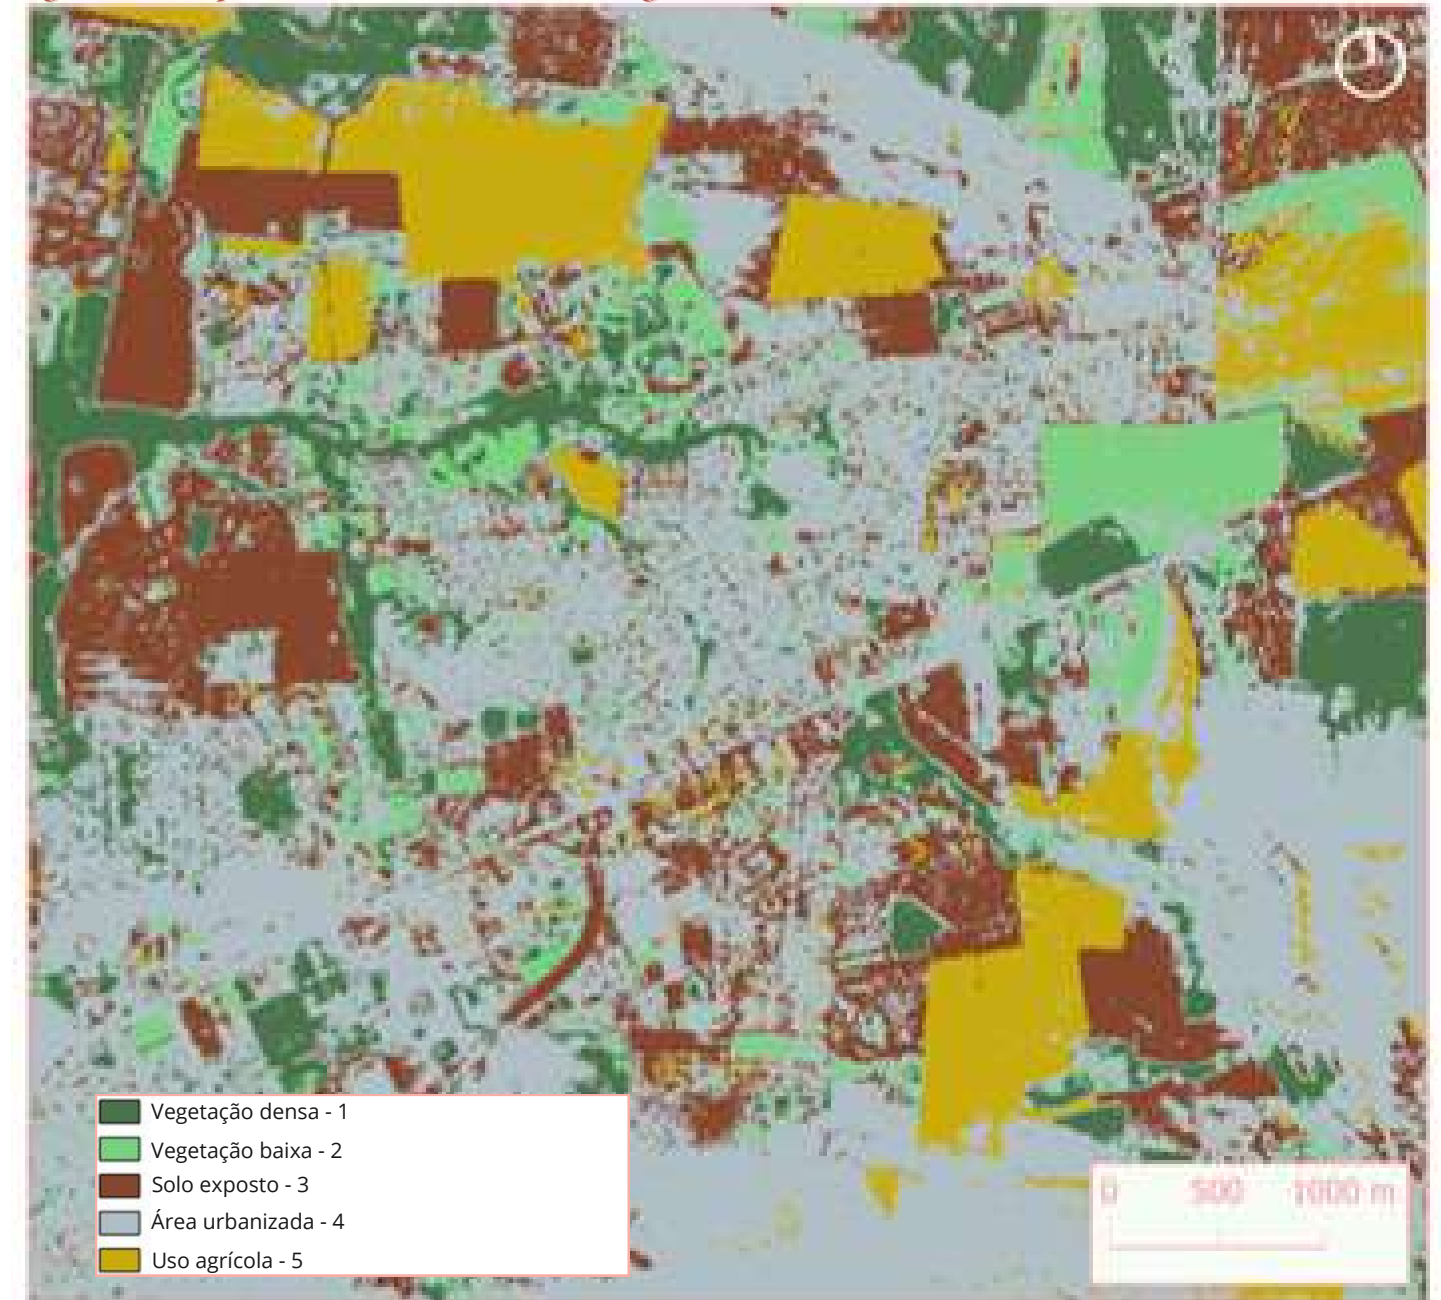 Vegetação densa - 1
Vegetação baixa - 2
Solo exposto - 3
Área urbanizada - 4
Uso agrícola - 5
0 500 1000 m